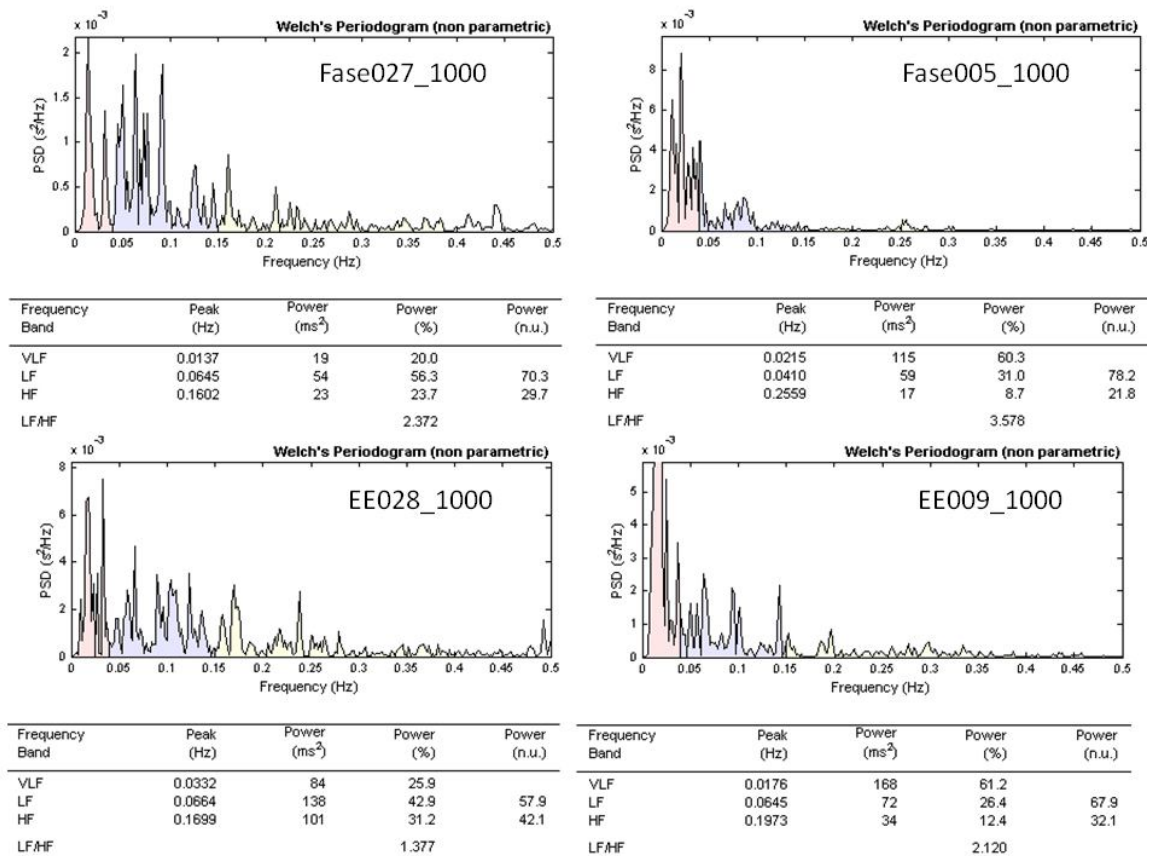 x 10⁻³
Welch's Periodogram (non parametric)
Fase027_1000
2
1.5
1
0.5
0
PSD (s²/Hz)
0 0.05 0.1 0.15 0.2 0.25 0.3 0.35 0.4 0.45 0.5
Frequency (Hz)
Frequency Band Peak (Hz) Power (ms²) Power (%) Power (n.u.)
VLF 0.0137 19 20.0
LF 0.0645 54 56.3 70.3
HF 0.1602 23 23.7 29.7
LF/HF 2.372
x 10⁻³
Welch's Periodogram (non parametric)
Fase005_1000
8
6
4
2
0
PSD (s²/Hz)
0 0.05 0.1 0.15 0.2 0.25 0.3 0.35 0.4 0.45 0.5
Frequency (Hz)
Frequency Band Peak (Hz) Power (ms²) Power (%) Power (n.u.)
VLF 0.0215 115 60.3
LF 0.0410 59 31.0 78.2
HF 0.2559 17 8.7 21.8
LF/HF 3.578
x 10⁻³
Welch's Periodogram (non parametric)
EE028_1000
8
6
4
2
0
PSD (s²/Hz)
0 0.05 0.1 0.15 0.2 0.25 0.3 0.35 0.4 0.45 0.5
Frequency (Hz)
Frequency Band Peak (Hz) Power (ms²) Power (%) Power (n.u.)
VLF 0.0332 84 25.9
LF 0.0664 138 42.9 57.9
HF 0.1699 101 31.2 42.1
LF/HF 1.377
x 10⁻³
Welch's Periodogram (non parametric)
EE009_1000
5
4
3
2
1
0
PSD (s²/Hz)
0 0.05 0.1 0.15 0.2 0.25 0.3 0.35 0.4 0.45 0.5
Frequency (Hz)
Frequency Band Peak (Hz) Power (ms²) Power (%) Power (n.u.)
VLF 0.0176 168 61.2
LF 0.0645 72 26.4 67.9
HF 0.1973 34 12.4 32.1
LF/HF 2.120